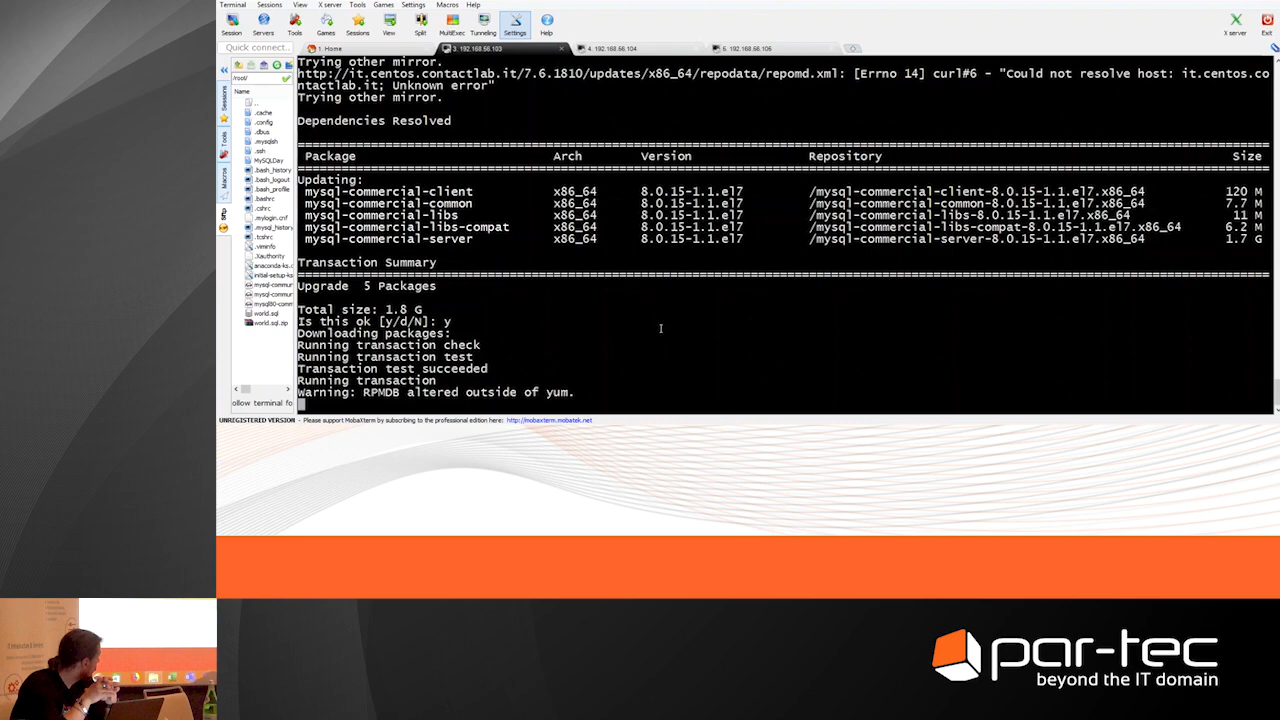 Terminal Sessions View X server Tools Games Settings Macros Help
Session Servers Tools Games Sessions View Split MultiExec Tunneling Settings Help X server Exit
Quick connect... 1. Home 3. 192.168.56.103 4. 192.168.56.104 5. 192.168.56.106
/root/
Name
..
.cache
.config
.dbus
.mysqlsh
.ssh
MySQLDay
.bash_history
.bash_logout
.bash_profile
.bashrc
.cshrc
.mylogin.cnf
.mysql_history
.tcshrc
.viminfo
.Xauthority
anaconda-ks.c
initial-setup-ks
mysql-commur
mysql-commur
mysql80-comm
world.sql
world.sql.zip
ollow terminal fo
Sessions
Tools
Macros
Sftp
Trying other mirror.
http://it.centos.contactlab.it/7.6.1810/updates/x86_64/repodata/repomd.xml: [Errno 14] curl#6 - "Could not resolve host: it.centos.co
ntactlab.it; Unknown error"
Trying other mirror.
Dependencies Resolved
Package Arch Version Repository Size
Updating:
mysql-commercial-client x86_64 8.0.15-1.1.el7 /mysql-commercial-client-8.0.15-1.1.el7.x86_64 120 M
mysql-commercial-common x86_64 8.0.15-1.1.el7 /mysql-commercial-common-8.0.15-1.1.el7.x86_64 7.7 M
mysql-commercial-libs x86_64 8.0.15-1.1.el7 /mysql-commercial-libs-8.0.15-1.1.el7.x86_64 11 M
mysql-commercial-libs-compat x86_64 8.0.15-1.1.el7 /mysql-commercial-libs-compat-8.0.15-1.1.el7.x86_64 6.2 M
mysql-commercial-server x86_64 8.0.15-1.1.el7 /mysql-commercial-server-8.0.15-1.1.el7.x86_64 1.7 G
Transaction Summary
Upgrade 5 Packages
Total size: 1.8 G
Is this ok [y/d/N]: y
Downloading packages:
Running transaction check
Running transaction test
Transaction test succeeded
Running transaction
Warning: RPMDB altered outside of yum.
UNREGISTERED VERSION - Please support MobaXterm by subscribing to the professional edition here: http://mobaxterm.mobatek.net
par-tec
beyond the IT domain